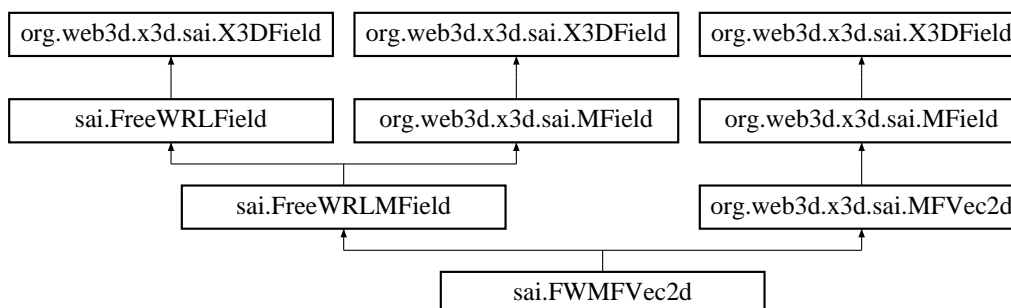 org.web3d.x3d.sai.X3DField org.web3d.x3d.sai.X3DField org.web3d.x3d.sai.X3DField
sai.FreeWRLField org.web3d.x3d.sai.MField org.web3d.x3d.sai.MField
sai.FreeWRLMField org.web3d.x3d.sai.MFVec2d
sai.FWMFVec2d